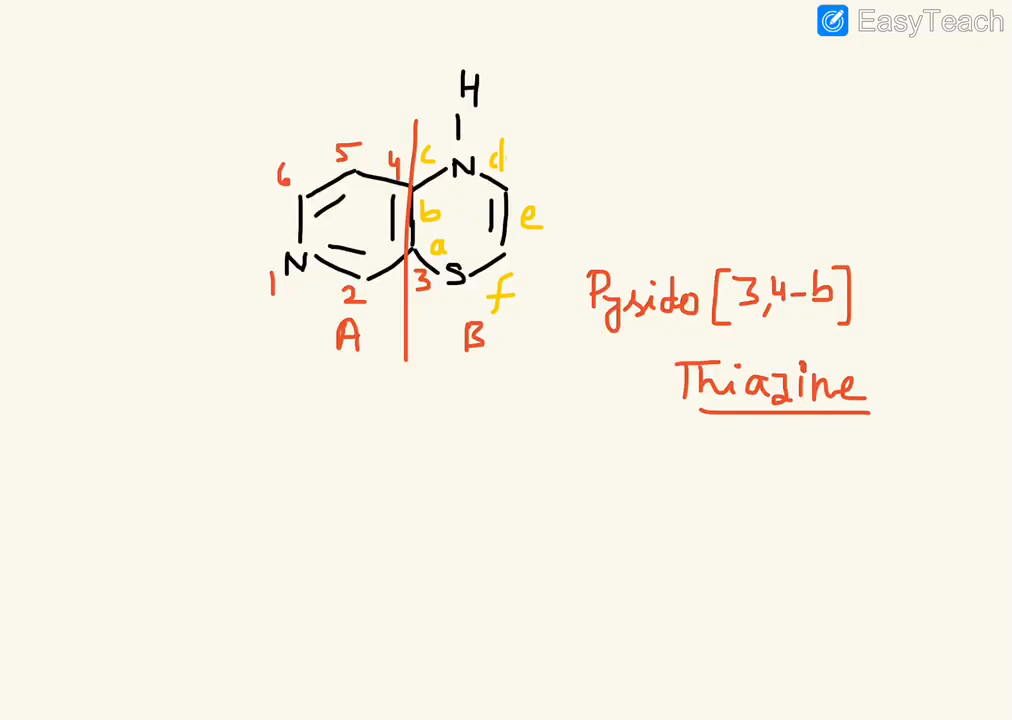 EasyTeach
H
6 5 4 c N d
b e
N a
1 2 3 S f
A B
Pyrido [3,4-b]
Thiazine